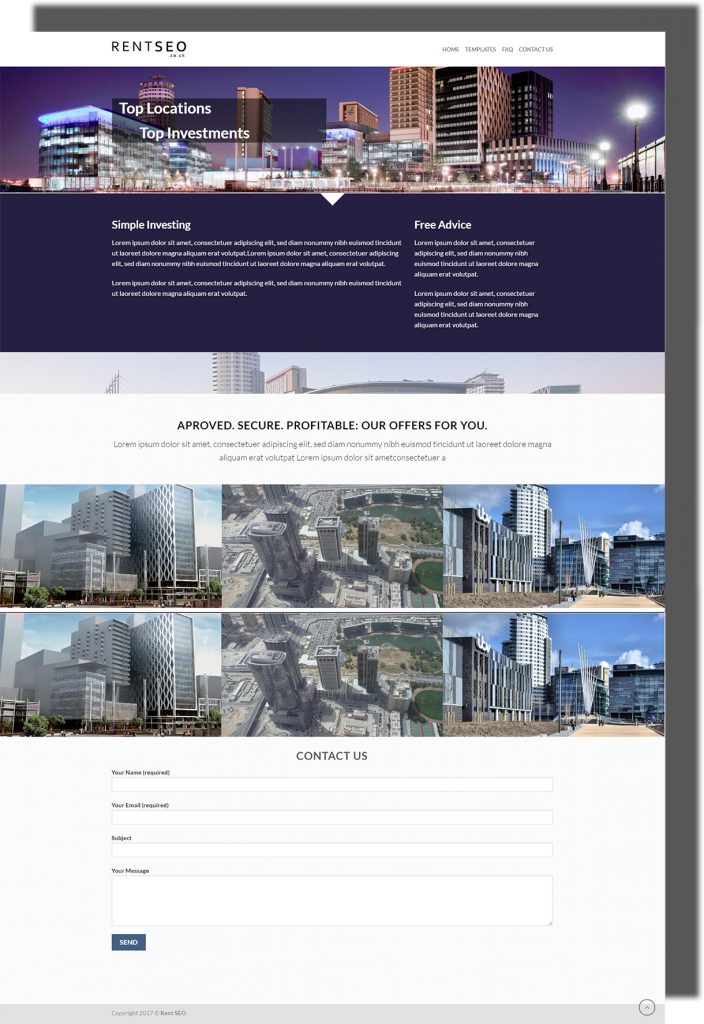 RENTSEO
.co.uk
HOME TEMPLATES FAQ CONTACT US
Top Locations
Top Investments
Simple Investing
Lorem ipsum dolor sit amet, consectetuer adipiscing elit, sed diam nonummy nibh euismod tincidunt
ut laoreet dolore magna aliquam erat volutpat.Lorem ipsum dolor sit amet, consectetuer adipiscing
elit, sed diam nonummy nibh euismod tincidunt ut laoreet dolore magna aliquam erat volutpat.
Lorem ipsum dolor sit amet, consectetuer adipiscing elit, sed diam nonummy nibh euismod tincidunt
ut laoreet dolore magna aliquam erat volutpat.
Free Advice
Lorem ipsum dolor sit amet, consectetuer
adipiscing elit, sed diam nonummy nibh
euismod tincidunt ut laoreet dolore magna
aliquam erat volutpat.
Lorem ipsum dolor sit amet, consectetuer
adipiscing elit, sed diam nonummy nibh
euismod tincidunt ut laoreet dolore magna
aliquam erat volutpat.
APROVED. SECURE. PROFITABLE: OUR OFFERS FOR YOU.
Lorem ipsum dolor sit amet, consectetuer adipiscing elit, sed diam nonummy nibh euismod tincidunt ut laoreet dolore magna
aliquam erat volutpat Lorem ipsum dolor sit ametconsectetuer a
CONTACT US
Your Name (required)
Your Email (required)
Subject
Your Message
SEND
Copyright 2017 © Rent SEO